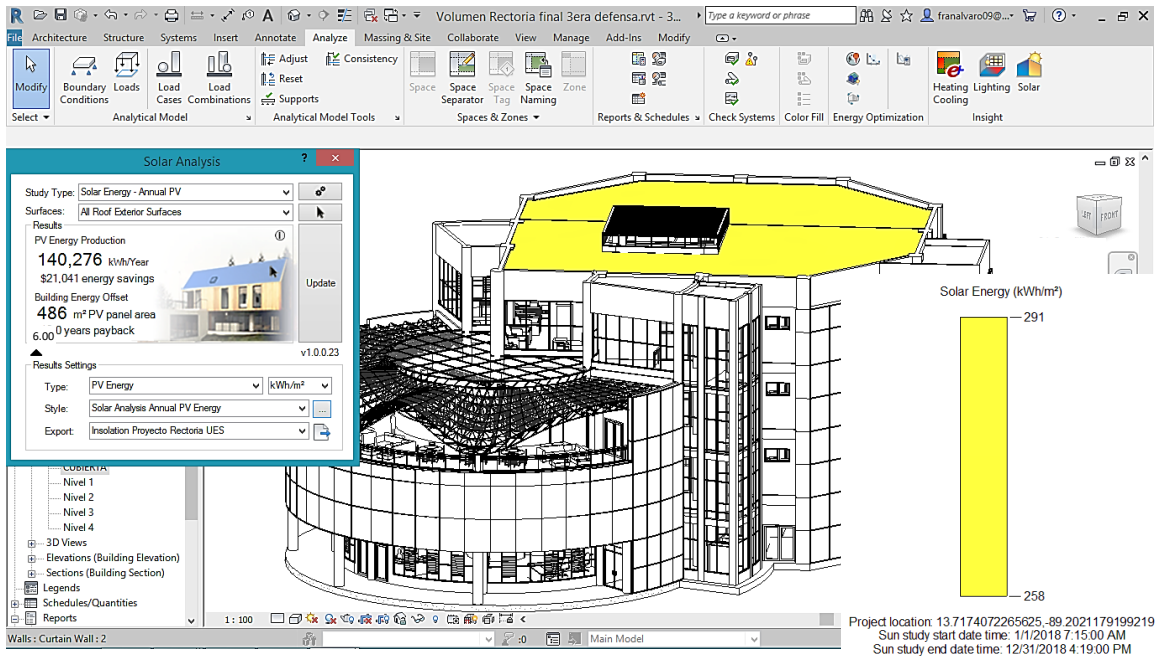 Volumen Rectoria final 3era defensa.rvt - 3...
Type a keyword or phrase
franalvaro09@...
File Architecture Structure Systems Insert Annotate Analyze Massing & Site Collaborate View Manage Add-Ins Modify
Modify
Boundary Conditions
Loads
Load Cases
Load Combinations
Adjust
Reset
Supports
Consistency
Space
Space Separator
Space Tag
Space Naming
Zone
Heating Cooling
Lighting
Solar
Select
Analytical Model
Analytical Model Tools
Spaces & Zones
Reports & Schedules
Check Systems
Color Fill
Energy Optimization
Insight
Solar Analysis
Study Type: Solar Energy - Annual PV
Surfaces: All Roof Exterior Surfaces
Results
PV Energy Production
140,276 kWh/Year
$21,041 energy savings
Building Energy Offset
486 m² PV panel area
6.00 0 years payback
Update
v1.0.0.23
Results Settings
Type: PV Energy kWh/m²
Style: Solar Analysis Annual PV Energy ...
Export: Insolation Proyecto Rectoria UES
CUBIERTA
Nivel 1
Nivel 2
Nivel 3
Nivel 4
3D Views
Elevations (Building Elevation)
Sections (Building Section)
Legends
Schedules/Quantities
Reports
LEFT FRONT
Solar Energy (kWh/m²)
291
258
1 : 100
Project location: 13.7174072265625,-89.2021179199219
Sun study start date time: 1/1/2018 7:15:00 AM
Sun study end date time: 12/31/2018 4:19:00 PM
Walls : Curtain Wall : 2
:0
Main Model